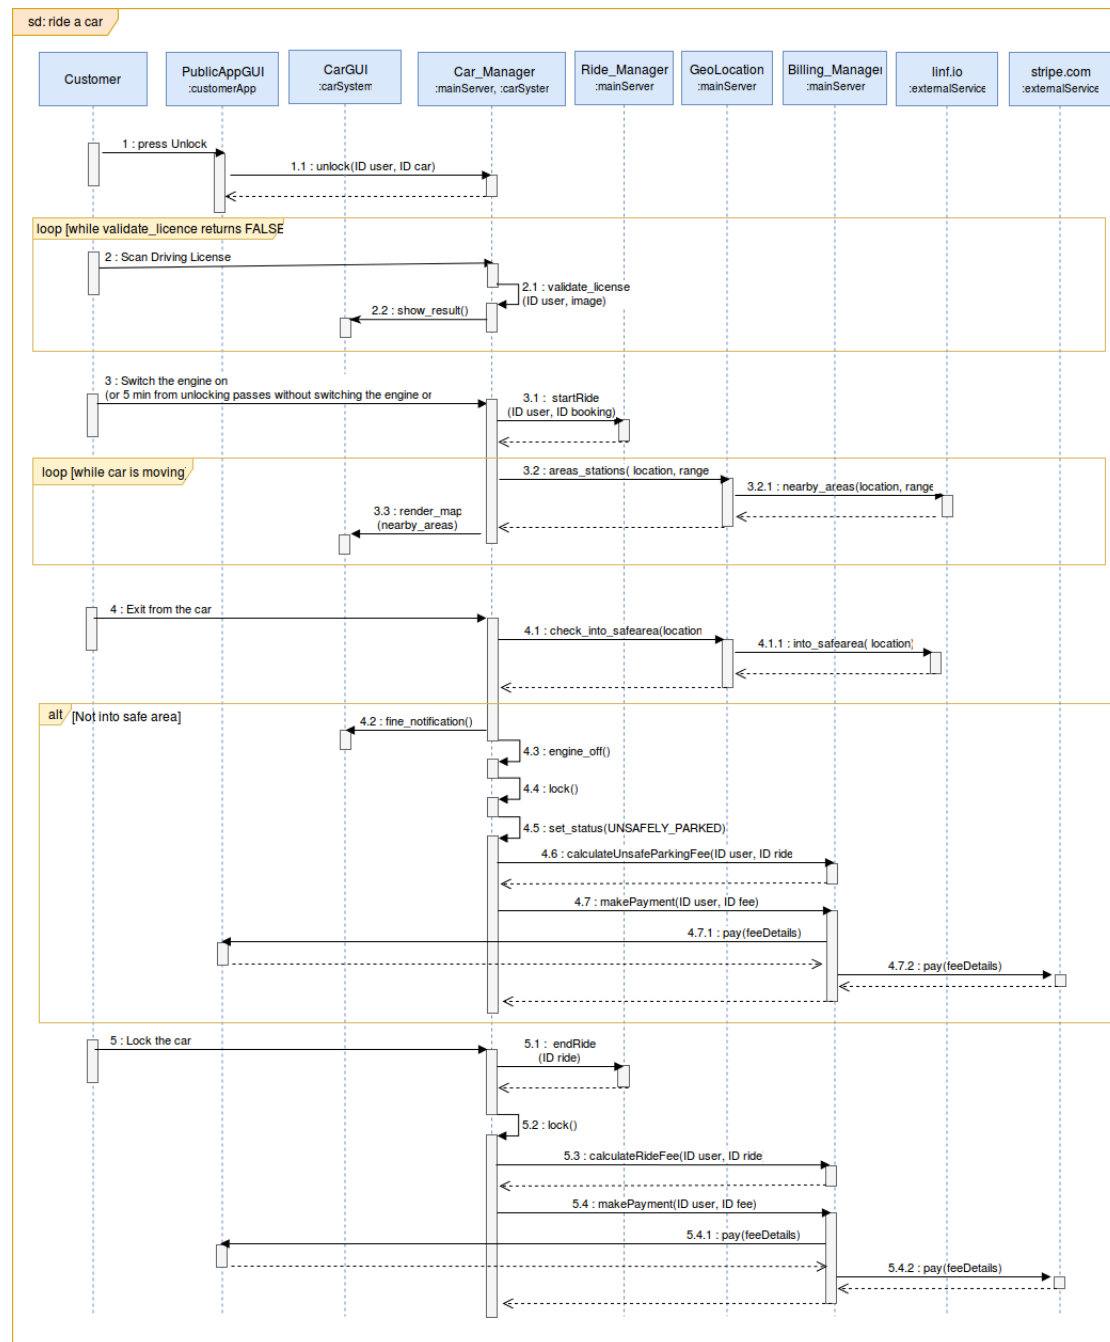 sd: ride a car
Customer
PublicAppGUI
:customerApp
CarGUI
:carSystem
Car_Manager
:mainServer, :carSyster
Ride_Manager
:mainServer
GeoLocation
:mainServer
Billing_Manager
:mainServer
linf.io
:externalService
stripe.com
:externalService
1 : press Unlock
1.1 : unlock(ID user, ID car)
loop [while validate_licence returns FALSE
2 : Scan Driving License
2.1 : validate_license
(ID user, image)
2.2 : show_result()
3 : Switch the engine on
(or 5 min from unlocking passes without switching the engine or
3.1 : startRide
(ID user, ID booking)
loop [while car is moving]
3.2 : areas_stations( location, range
3.2.1 : nearby_areas(location, range
3.3 : render_map
(nearby_areas)
4 : Exit from the car
4.1 : check_into_safearea(location
4.1.1 : into_safearea( location)
alt [Not into safe area]
4.2 : fine_notification()
4.3 : engine_off()
4.4 : lock()
4.5 : set_status(UNSAFELY_PARKED)
4.6 : calculateUnsafeParkingFee(ID user, ID ride
4.7 : makePayment(ID user, ID fee)
4.7.1 : pay(feeDetails)
4.7.2 : pay(feeDetails)
5 : Lock the car
5.1 : endRide
(ID ride)
5.2 : lock()
5.3 : calculateRideFee(ID user, ID ride
5.4 : makePayment(ID user, ID fee)
5.4.1 : pay(feeDetails)
5.4.2 : pay(feeDetails)